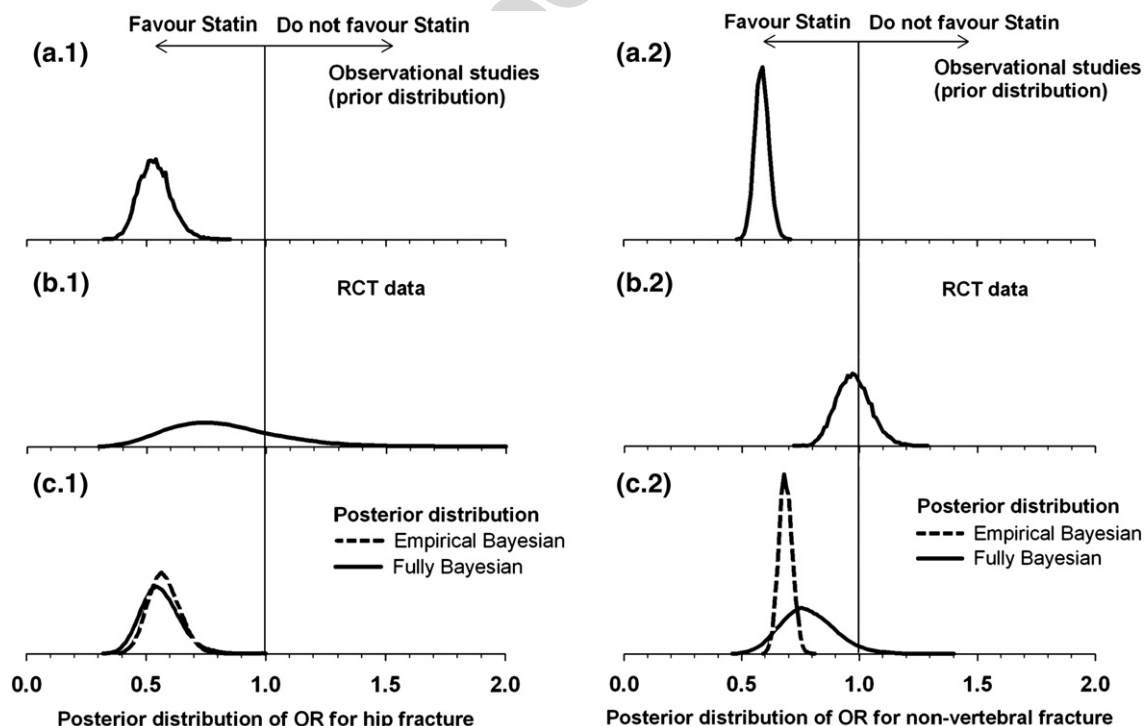 Favour Statin Do not favour Statin
(a.1)
Observational studies
(prior distribution)
(b.1)
RCT data
(c.1)
Posterior distribution
Empirical Bayesian
Fully Bayesian
0.0 0.5 1.0 1.5 2.0
Posterior distribution of OR for hip fracture
Favour Statin Do not favour Statin
(a.2)
Observational studies
(prior distribution)
(b.2)
RCT data
(c.2)
Posterior distribution
Empirical Bayesian
Fully Bayesian
0.0 0.5 1.0 1.5 2.0
Posterior distribution of OR for non-vertebral fracture